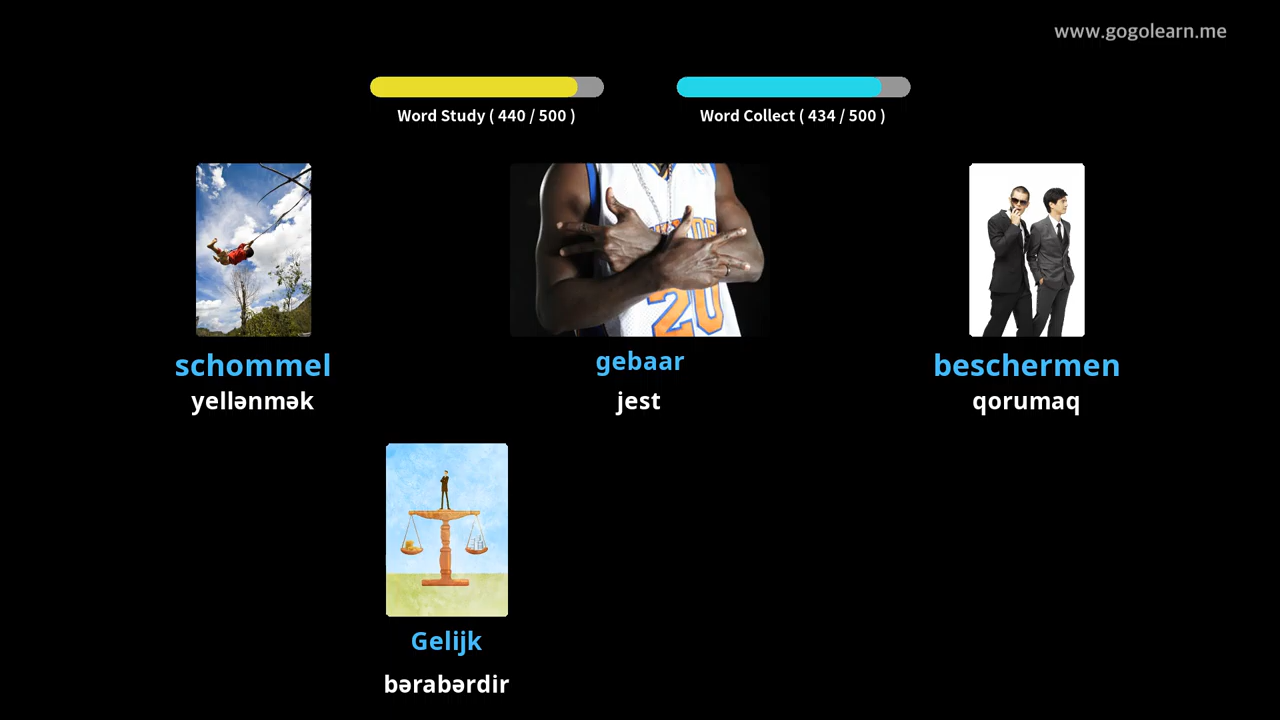 www.gogolearn.me
Word Study ( 440 / 500 )
Word Collect ( 434 / 500 )
schommel
gebaar
beschermen
yellənmək
jest
qorumaq
20
Gelijk
bərabərdir